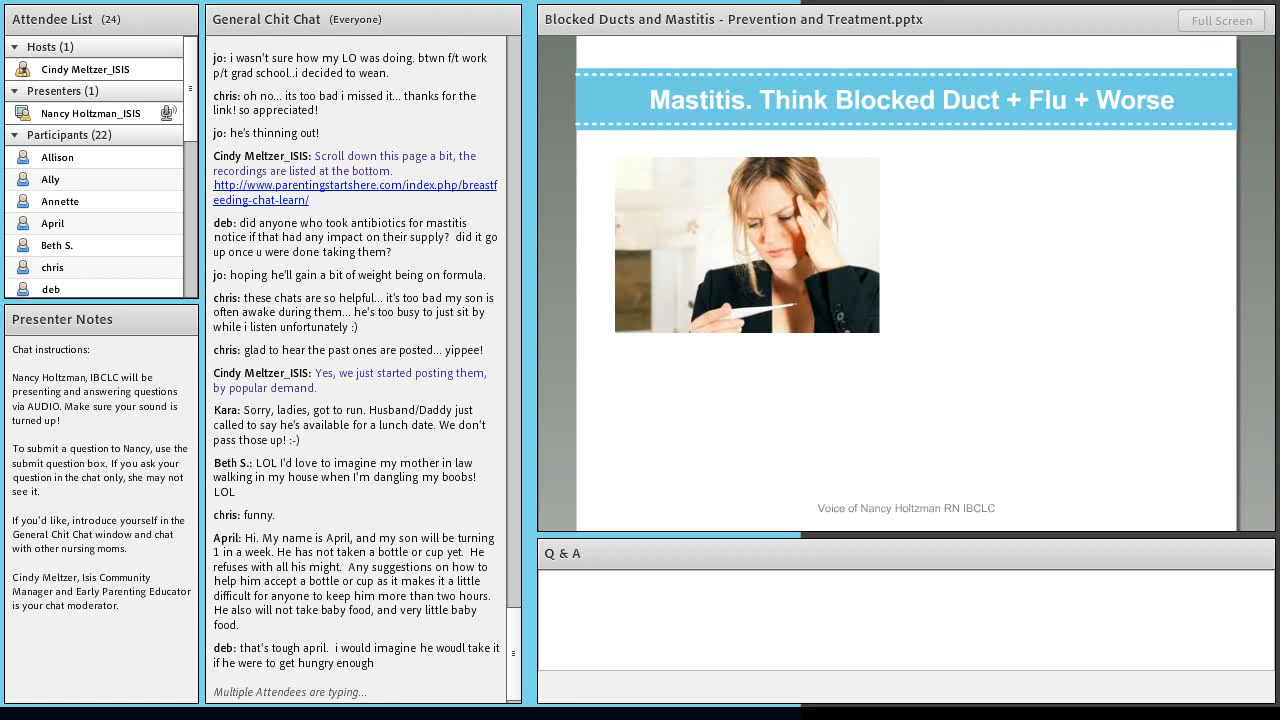 Attendee List (24)
Hosts (1)
Cindy Meltzer_ISIS
Presenters (1)
Nancy Holtzman_ISIS
Participants (22)
Allison
Ally
Annette
April
Beth S.
chris
deb
Presenter Notes
Chat instructions:
Nancy Holtzman, IBCLC will be
presenting and answering questions
via AUDIO. Make sure your sound is
turned up!
To submit a question to Nancy, use the
submit question box. If you ask your
question in the chat only, she may not
see it.
If you'd like, introduce yourself in the
General Chit Chat window and chat
with other nursing moms.
Cindy Meltzer, Isis Community
Manager and Early Parenting Educator
is your chat moderator.
General Chit Chat (Everyone)
jo: i wasn't sure how my LO was doing. btwn f/t work
p/t grad school..i decided to wean.
chris: oh no... its too bad i missed it... thanks for the
link! so appreciated!
jo: he's thinning out!
Cindy Meltzer_ISIS: Scroll down this page a bit, the
recordings are listed at the bottom.
http://www.parentingstartshere.com/index.php/breastf
eeding-chat-learn/
deb: did anyone who took antibiotics for mastitis
notice if that had any impact on their supply?  did it go
up once u were done taking them?
jo: hoping he'll gain a bit of weight being on formula.
chris: these chats are so helpful... it's too bad my son is
often awake during them... he's too busy to just sit by
while i listen unfortunately :)
chris: glad to hear the past ones are posted... yippee!
Cindy Meltzer_ISIS: Yes, we just started posting them,
by popular demand.
Kara: Sorry, ladies, got to run. Husband/Daddy just
called to say he's available for a lunch date. We don't
pass those up! :-)
Beth S.: LOL I'd love to imagine my mother in law
walking in my house when I'm dangling my boobs!
LOL
chris: funny.
April: Hi. My name is April, and my son will be turning
1 in a week. He has not taken a bottle or cup yet.  He
refuses with all his might.  Any suggestions on how to
help him accept a bottle or cup as it makes it a little
difficult for anyone to keep him more than two hours.
He also will not take baby food, and very little baby
food.
deb: that's tough april.  i would imagine he woudl take it
if he were to get hungry enough
Multiple Attendees are typing...
Blocked Ducts and Mastitis - Prevention and Treatment.pptx
Full Screen
Mastitis. Think Blocked Duct + Flu + Worse
Voice of Nancy Holtzman RN IBCLC
Q & A